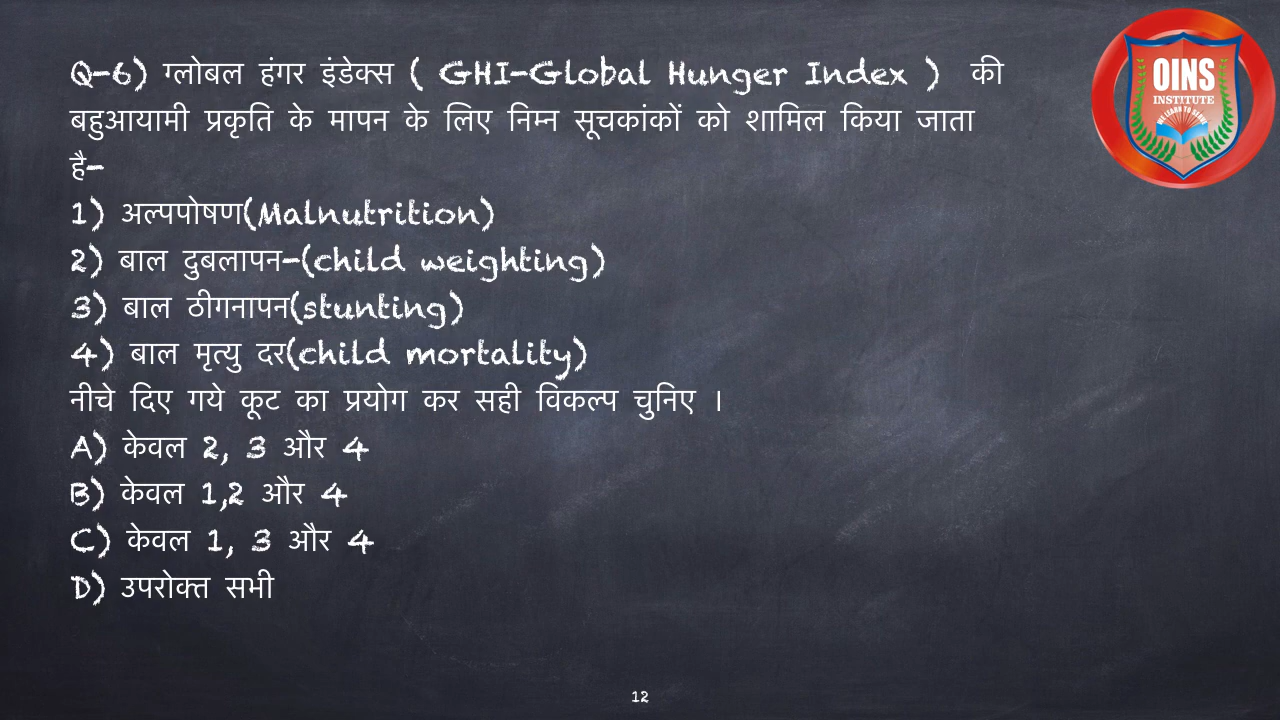 Q-6) ग्लोबल हंगर इंडेक्स ( GHI-Global Hunger Index ) की
बहुआयामी प्रकृति के मापन के लिए निम्न सूचकांकों को शामिल किया जाता
है-
1) अल्पपोषण(Malnutrition)
2) बाल दुबलापन-(child weighting)
3) बाल ठीगनापन(stunting)
4) बाल मृत्यु दर(child mortality)
नीचे दिए गये कूट का प्रयोग कर सही विकल्प चुनिए ।
A) केवल 2, 3 और 4
B) केवल 1,2 और 4
C) केवल 1, 3 और 4
D) उपरोक्त सभी
OINS
INSTITUTE
12